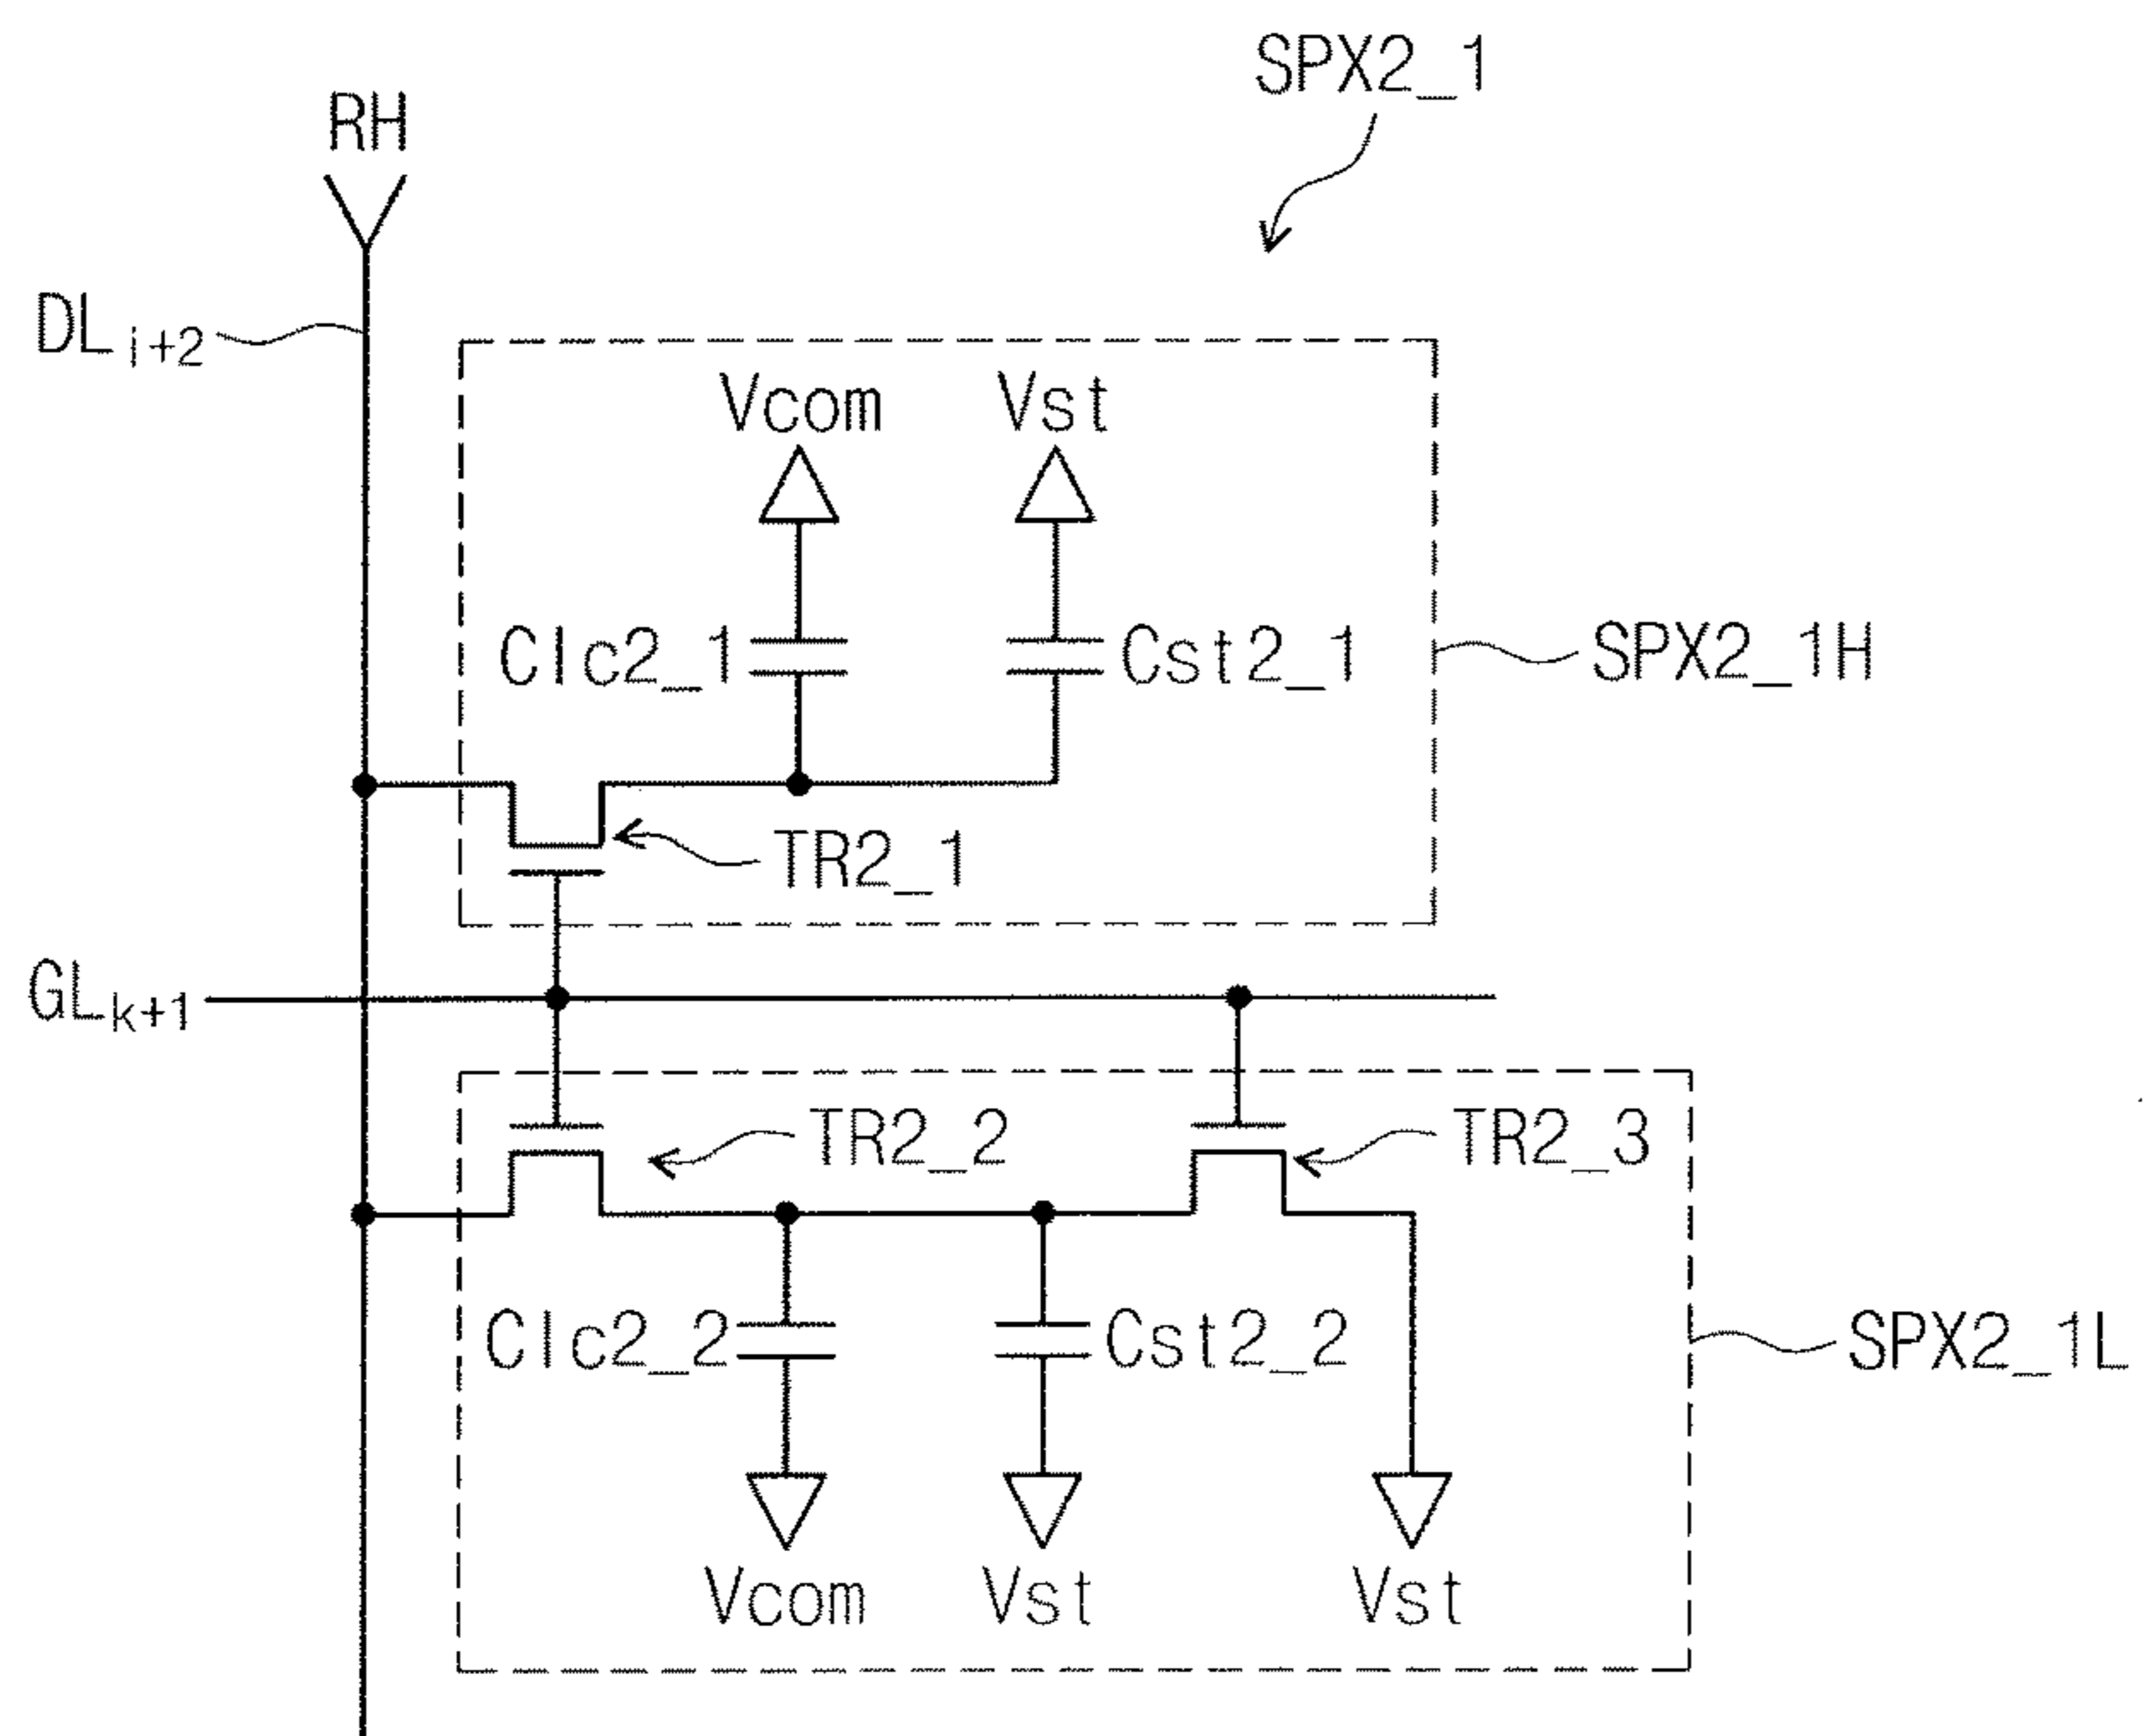 SPX2_1
RH
DLi+2
Vcom
Vst
Clc2_1
Cst2_1
SPX2_1H
TR2_1
GLk+1
TR2_2
TR2_3
Clc2_2
Cst2_2
SPX2_1L
Vcom
Vst
Vst